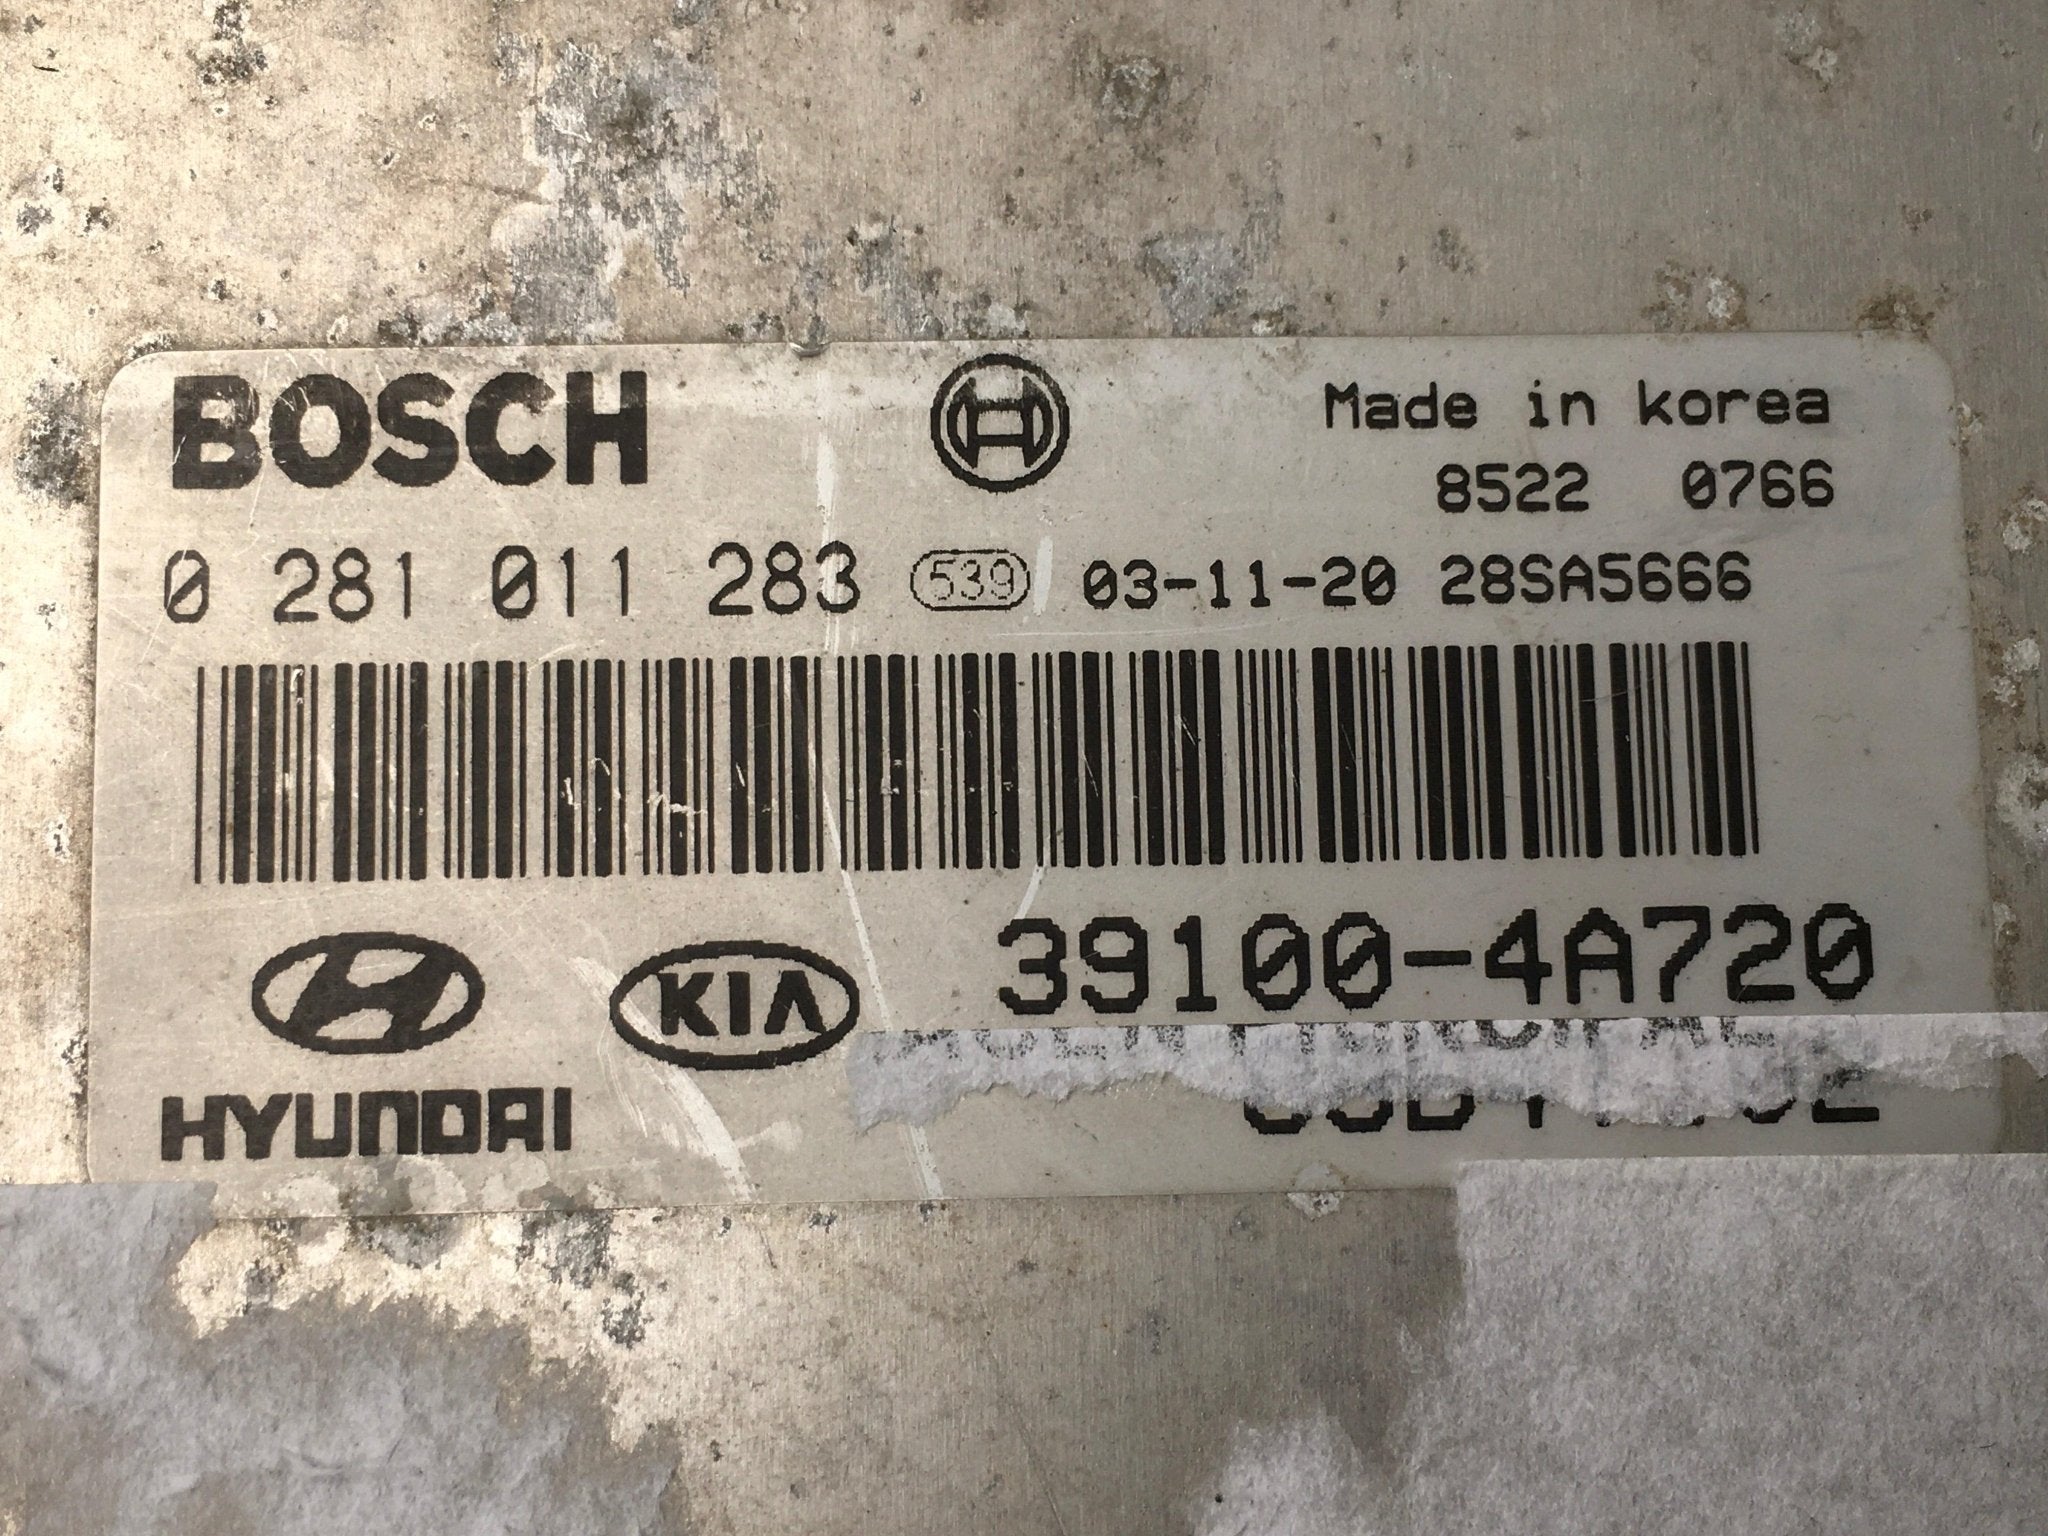 BOSCH
Made in korea
8522 0766
0 281 011 283 539 03-11-20 28SA5666
KIA
39100-4A720
HYUNDAI